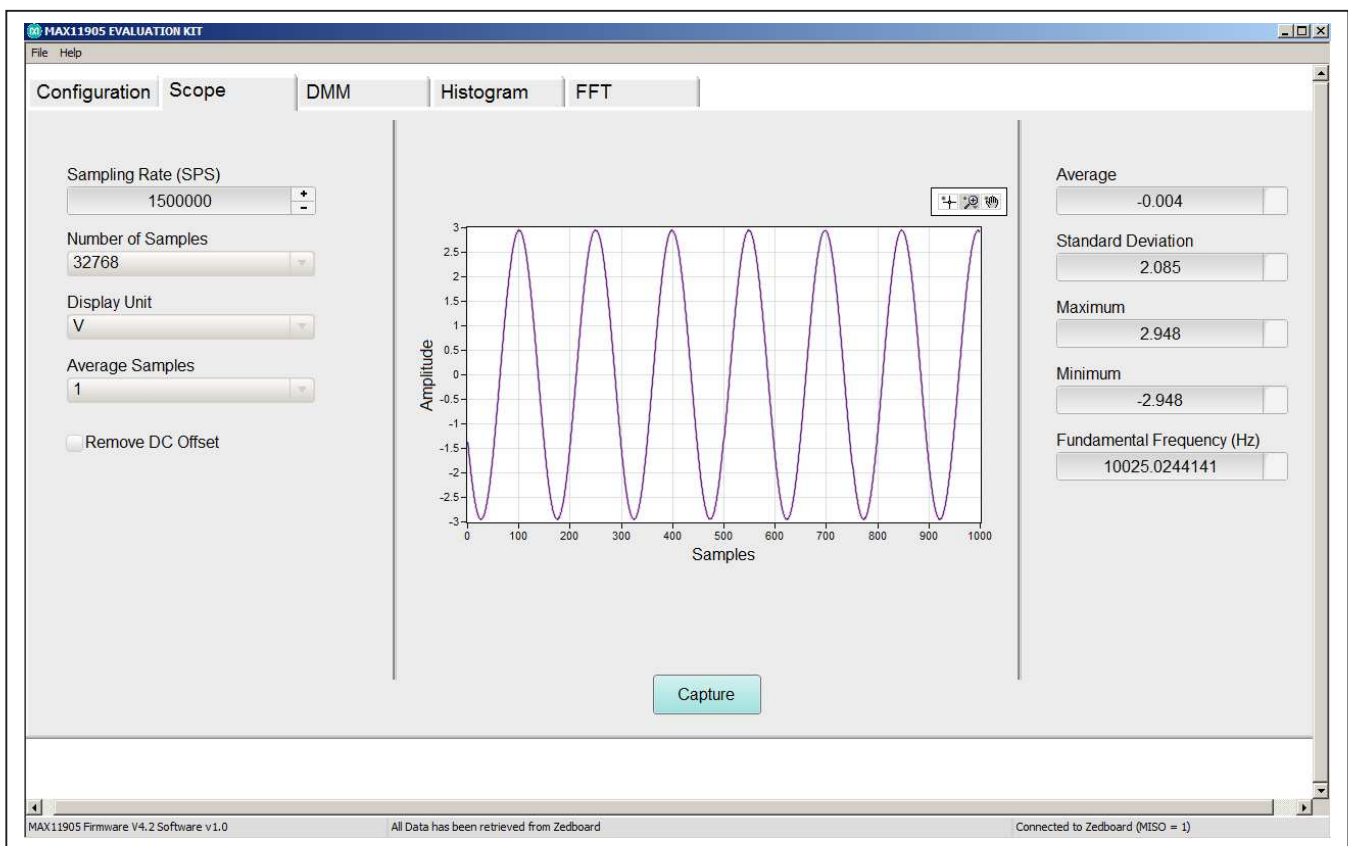 MAX11905 EVALUATION KIT
File Help
Configuration Scope DMM Histogram FFT
Sampling Rate (SPS)
1500000
+
-
Number of Samples
32768
Display Unit
V
Average Samples
1
Remove DC Offset
Amplitude
3
2.5
2
1.5
1
0.5
0
-0.5
-1
-1.5
-2
-2.5
-3
0 100 200 300 400 500 600 700 800 900 1000
Samples
Capture
Average
-0.004
Standard Deviation
2.085
Maximum
2.948
Minimum
-2.948
Fundamental Frequency (Hz)
10025.0244141
MAX11905 Firmware V4.2 Software v1.0 All Data has been retrieved from Zedboard Connected to Zedboard (MISO = 1)